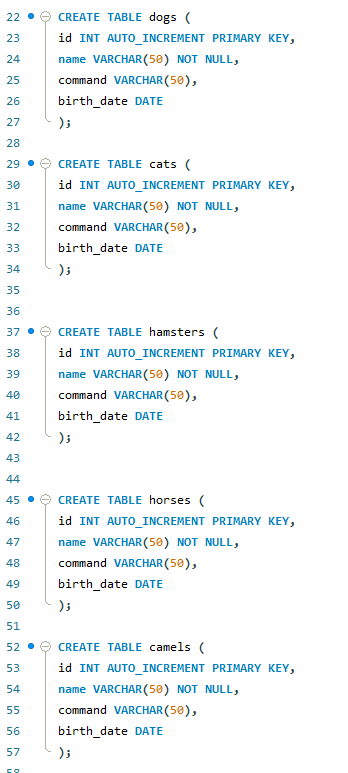 22 CREATE TABLE dogs (
23 id INT AUTO_INCREMENT PRIMARY KEY,
24 name VARCHAR(50) NOT NULL,
25 command VARCHAR(50),
26 birth_date DATE
27 );
28
29 CREATE TABLE cats (
30 id INT AUTO_INCREMENT PRIMARY KEY,
31 name VARCHAR(50) NOT NULL,
32 command VARCHAR(50),
33 birth_date DATE
34 );
35
36
37 CREATE TABLE hamsters (
38 id INT AUTO_INCREMENT PRIMARY KEY,
39 name VARCHAR(50) NOT NULL,
40 command VARCHAR(50),
41 birth_date DATE
42 );
43
44
45 CREATE TABLE horses (
46 id INT AUTO_INCREMENT PRIMARY KEY,
47 name VARCHAR(50) NOT NULL,
48 command VARCHAR(50),
49 birth_date DATE
50 );
51
52 CREATE TABLE camels (
53 id INT AUTO_INCREMENT PRIMARY KEY,
54 name VARCHAR(50) NOT NULL,
55 command VARCHAR(50),
56 birth_date DATE
57 );
58